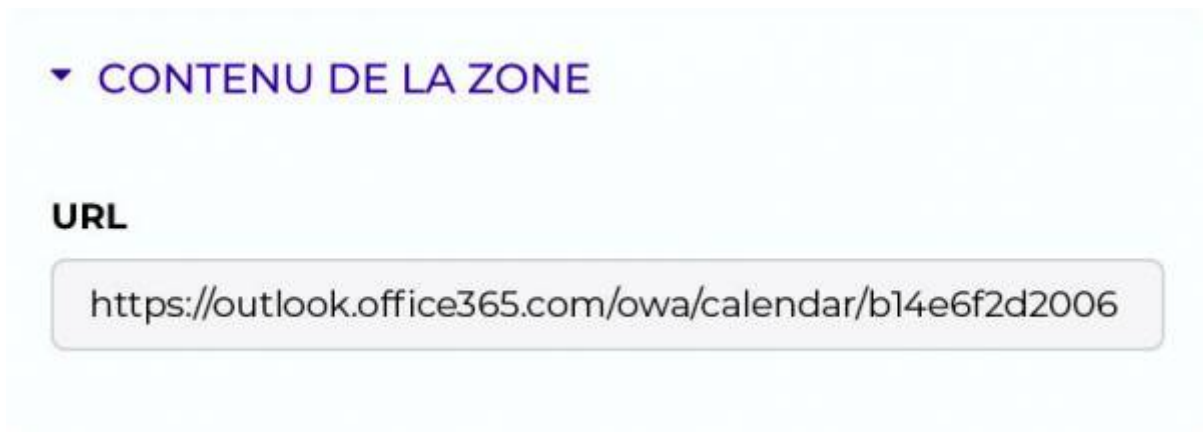 CONTENU DE LA ZONE
URL
https://outlook.office365.com/owa/calendar/b14e6f2d2006